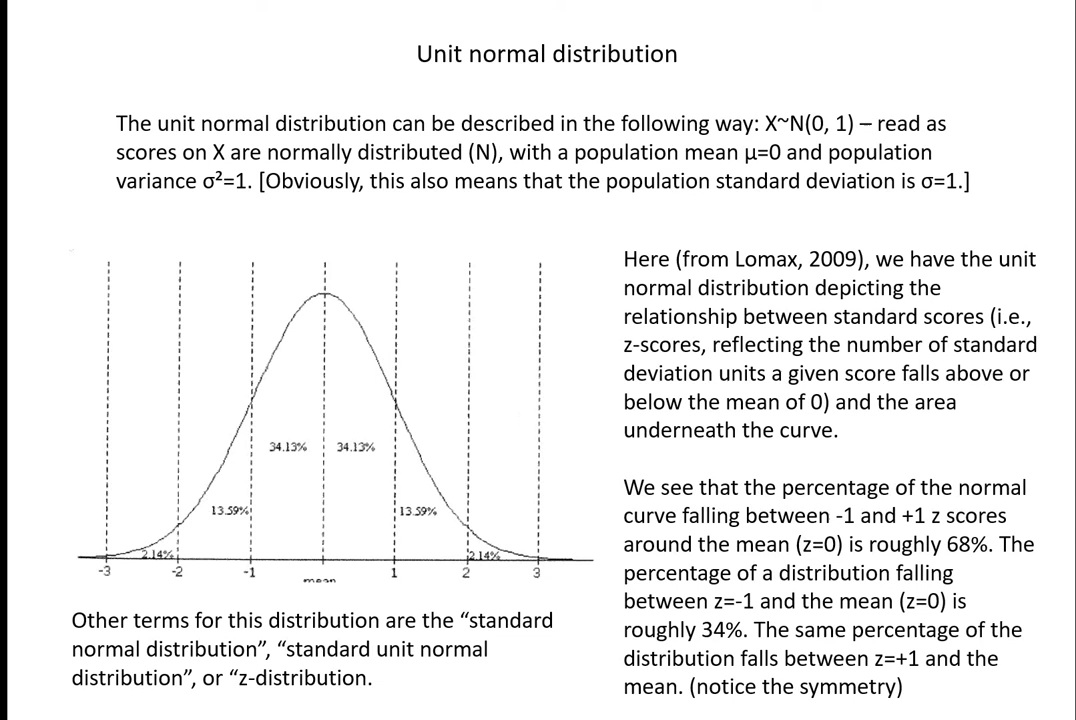 Unit normal distribution
The unit normal distribution can be described in the following way: X~N(0, 1) – read as
scores on X are normally distributed (N), with a population mean μ=0 and population
variance σ²=1. [Obviously, this also means that the population standard deviation is σ=1.]
34.13% 34.13%
13.59% 13.59%
2.14% 2.14%
-3 -2 -1 1 2 3
mean
Other terms for this distribution are the “standard
normal distribution”, “standard unit normal
distribution”, or “z-distribution.
Here (from Lomax, 2009), we have the unit
normal distribution depicting the
relationship between standard scores (i.e.,
z-scores, reflecting the number of standard
deviation units a given score falls above or
below the mean of 0) and the area
underneath the curve.
We see that the percentage of the normal
curve falling between -1 and +1 z scores
around the mean (z=0) is roughly 68%. The
percentage of a distribution falling
between z=-1 and the mean (z=0) is
roughly 34%. The same percentage of the
distribution falls between z=+1 and the
mean. (notice the symmetry)